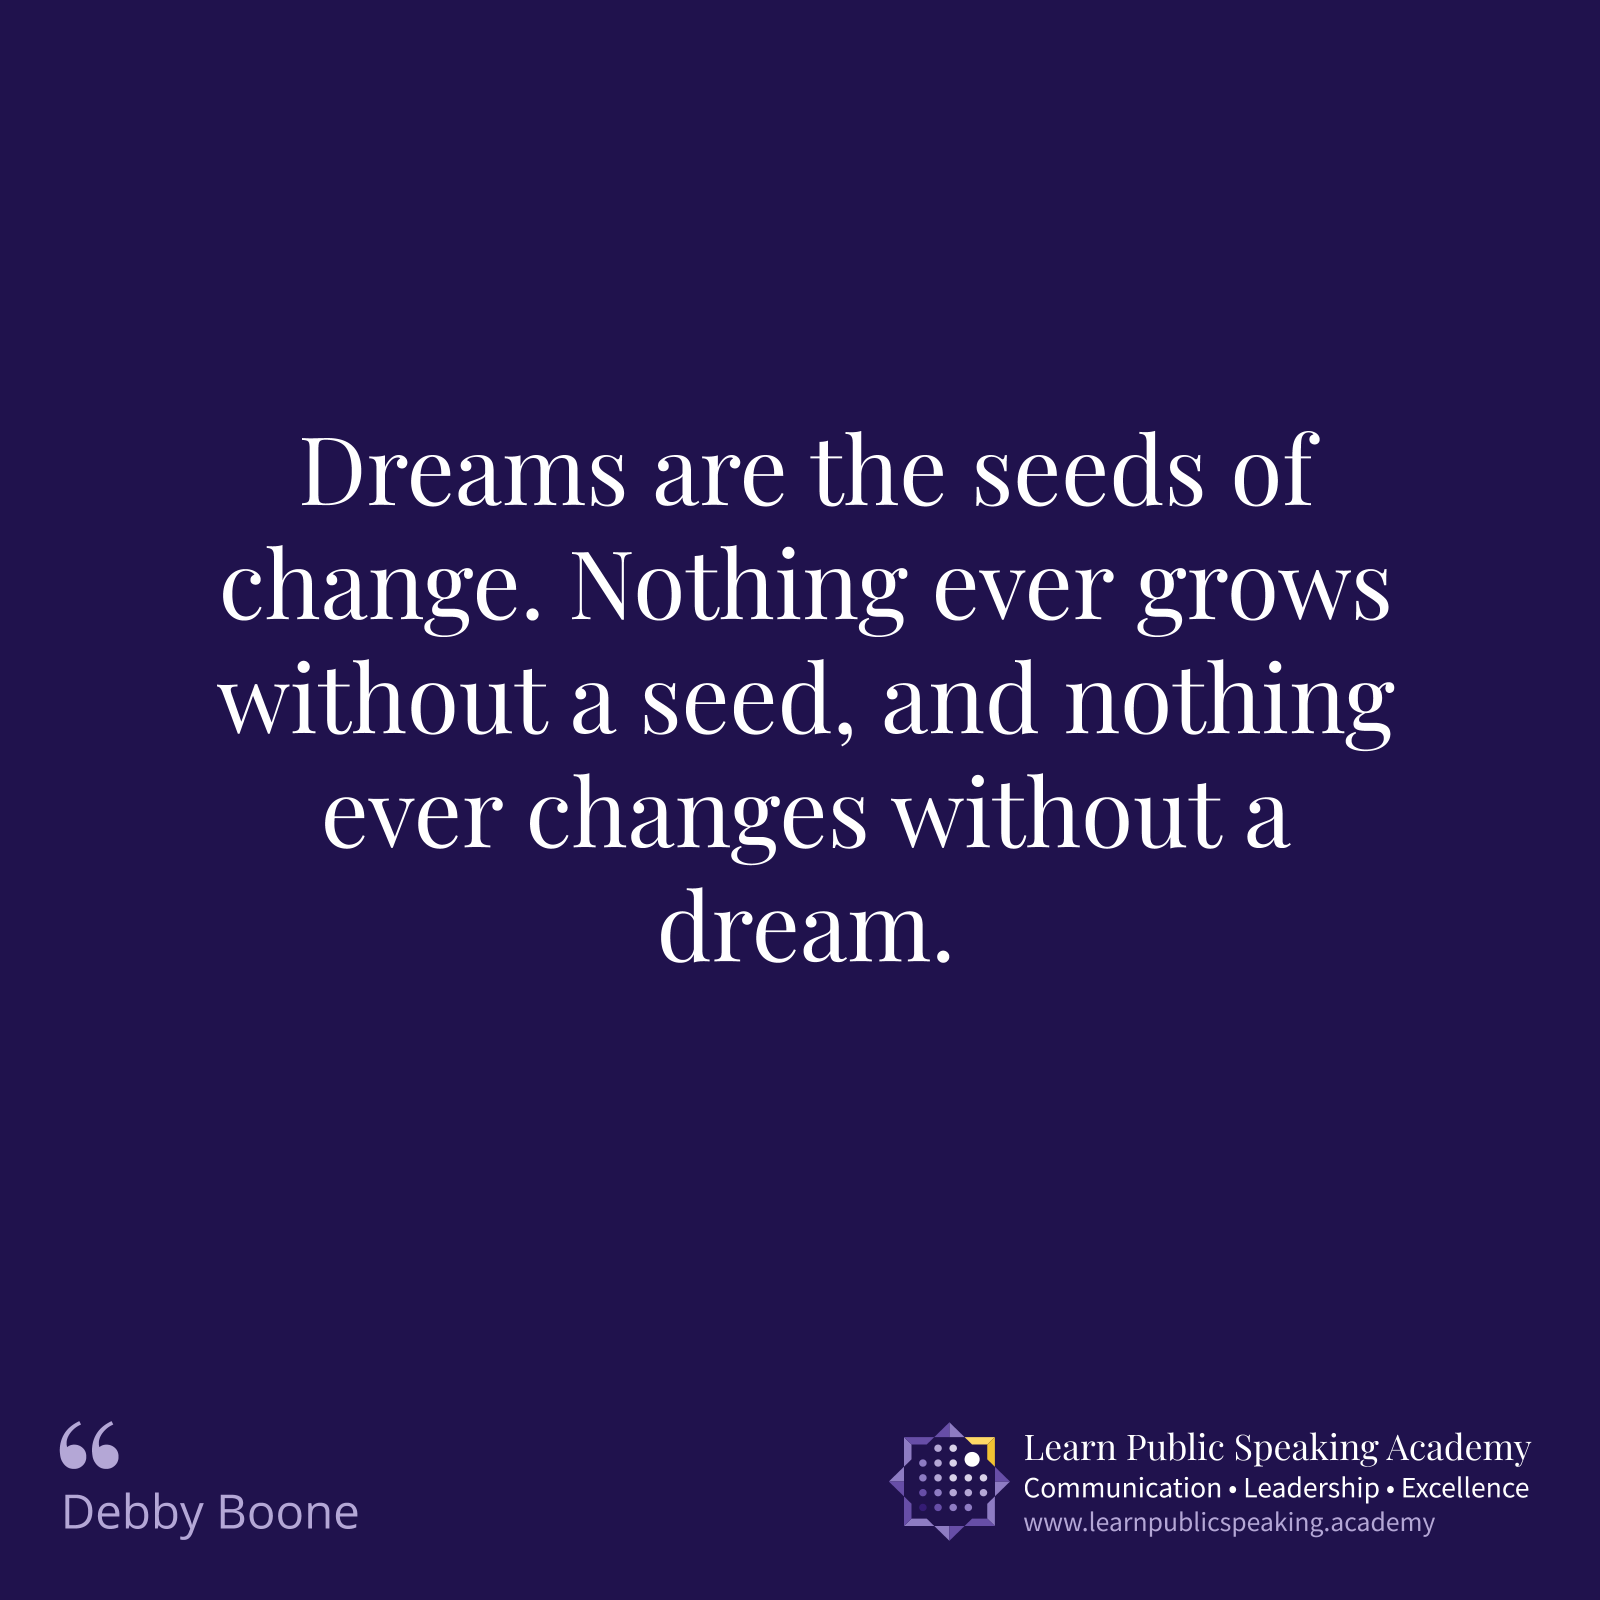 Dreams are the seeds of
change. Nothing ever grows
without a seed, and nothing
ever changes without a
dream.
Debby Boone
Learn Public Speaking Academy
Communication • Leadership • Excellence
www.learnpublicspeaking.academy